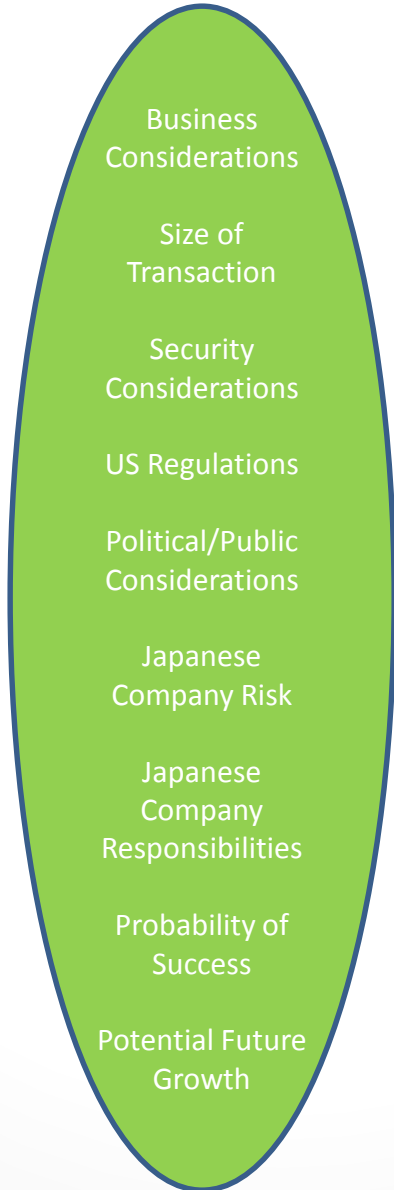 Business
Considerations
Size of
Transaction
Security
Considerations
US Regulations
Political/Public
Considerations
Japanese
Company Risk
Japanese
Company
Responsibilities
Probability of
Success
Potential Future
Growth